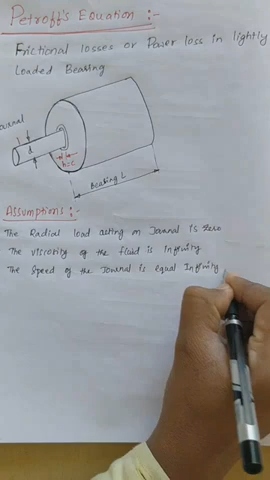 Petroff's Equation :-
Frictional losses or Power loss in lightly
Loaded Bearing
Journal
d
h=c
Bearing L
Assumptions :-
The Radial load acting on Journal is zero
The viscosity of the fluid is Infinity
The Speed of the Journal is equal Infinity